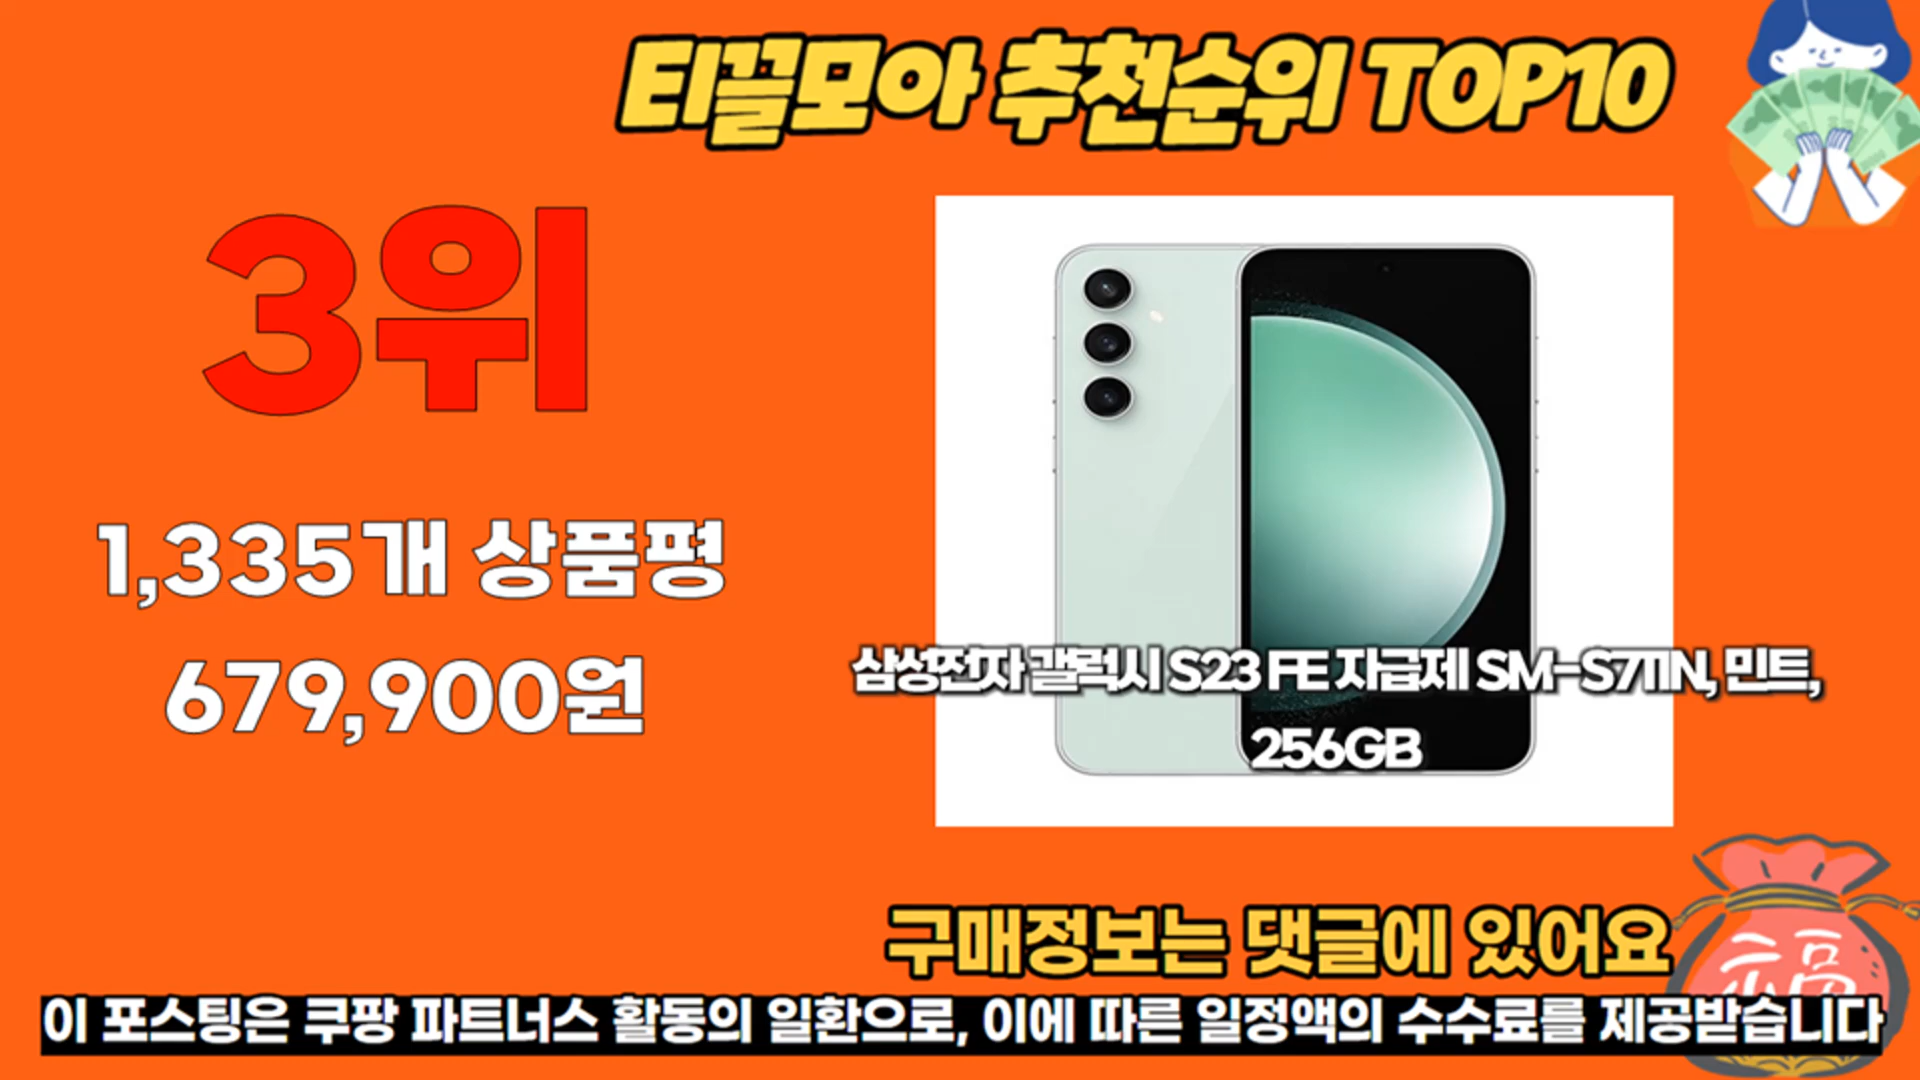 티끌모아 추천순위 TOP10
3위
1,335개 상품평
679,900원
삼성전자 갤럭시 S23 FE 자급제 SM-S711N, 민트,
256GB
구매정보는 댓글에 있어요
福
이 포스팅은 쿠팡 파트너스 활동의 일환으로, 이에 따른 일정액의 수수료를 제공받습니다